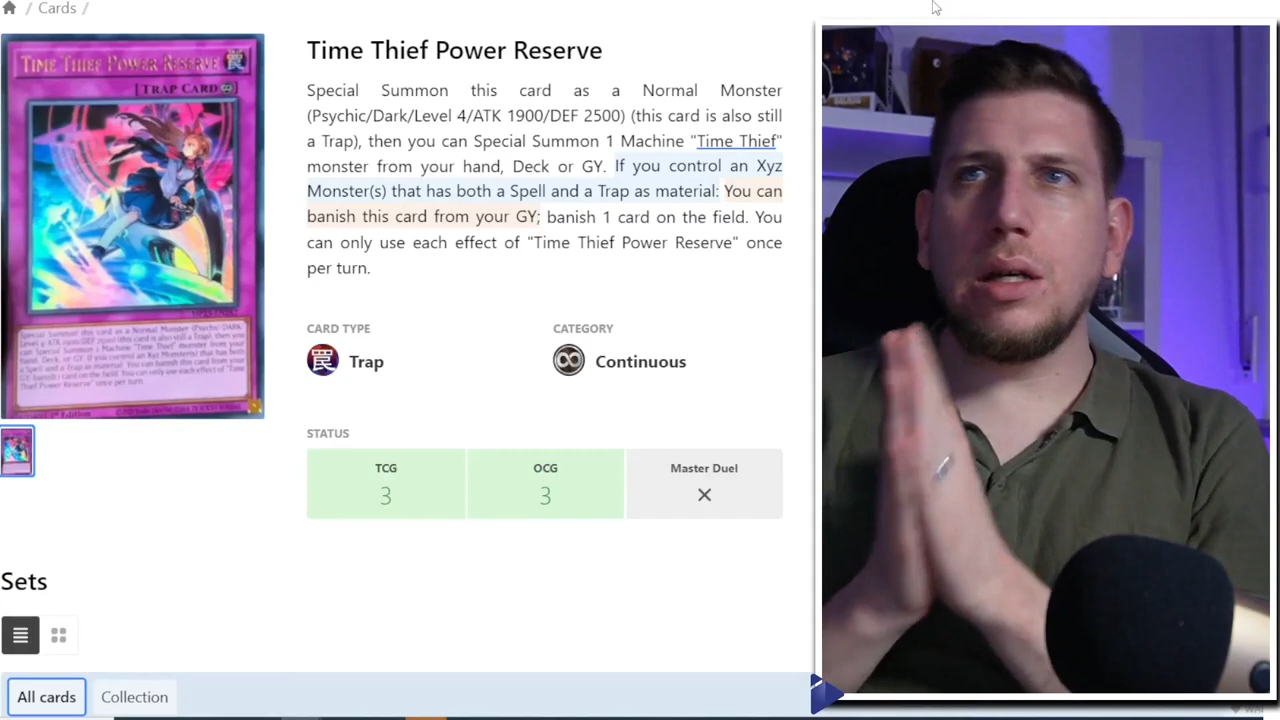 / Cards /
TIME THIEF POWER RESERVE 罠
[TRAP CARD
Time Thief Power Reserve
Special Summon this card as a Normal Monster
(Psychic/Dark/Level 4/ATK 1900/DEF 2500) (this card is also still
a Trap), then you can Special Summon 1 Machine "Time Thief"
monster from your hand, Deck or GY. If you control an Xyz
Monster(s) that has both a Spell and a Trap as material: You can
banish this card from your GY; banish 1 card on the field. You
can only use each effect of "Time Thief Power Reserve" once
per turn.
CARD TYPE
CATEGORY
罠 Trap
Continuous
STATUS
TCG
3
OCG
3
Master Duel
Sets
All cards
Collection